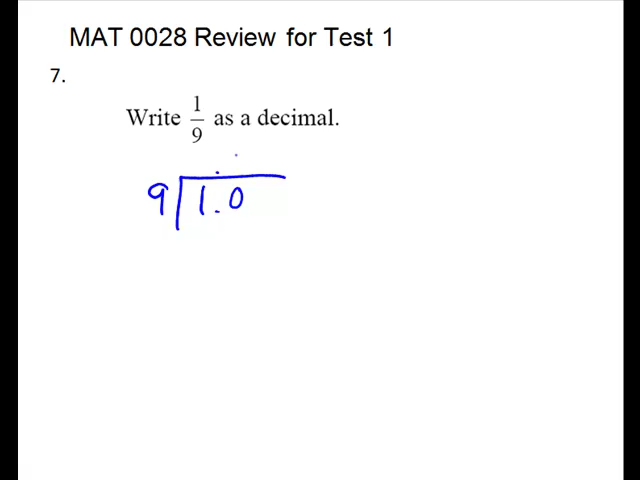 MAT 0028 Review for Test 1
7.
Write 1/9 as a decimal.
.
9 1.0